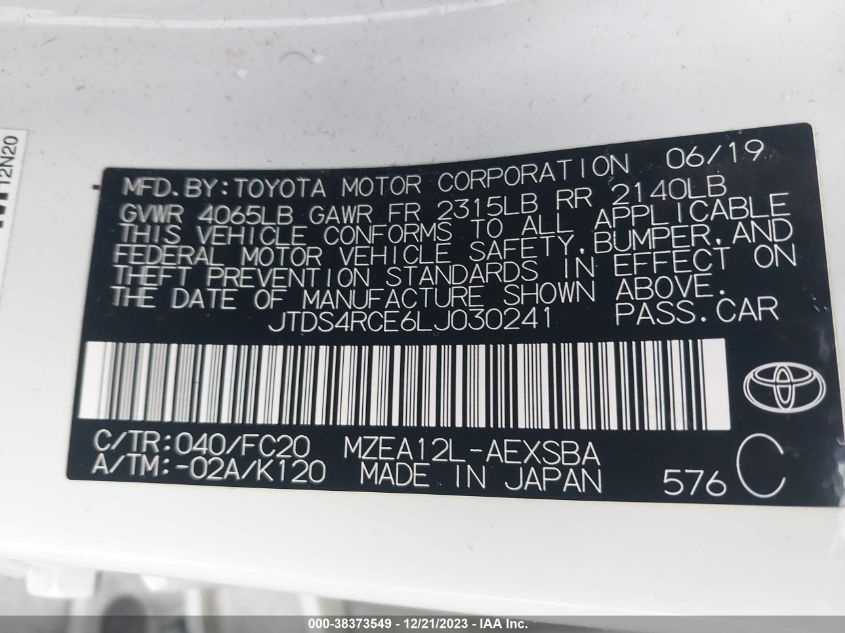 12N20
MFD.BY:TOYOTA MOTOR CORPORATION 06/19
GVWR 4065LB GAWR FR 2315LB RR 2140LB
THIS VEHICLE CONFORMS TO ALL APPLICABLE
FEDERAL MOTOR VEHICLE SAFETY,BUMPER,AND
THEFT PREVENTION STANDARDS IN EFFECT ON
THE DATE OF MANUFACTURE SHOWN ABOVE.
JTDS4RCE6LJ030241 PASS.CAR
C/TR:040/FC20 MZEA12L-AEXSBA
A/TM:-02A/K120 MADE IN JAPAN 576 C
000-38373549 - 12/21/2023 - IAA Inc.